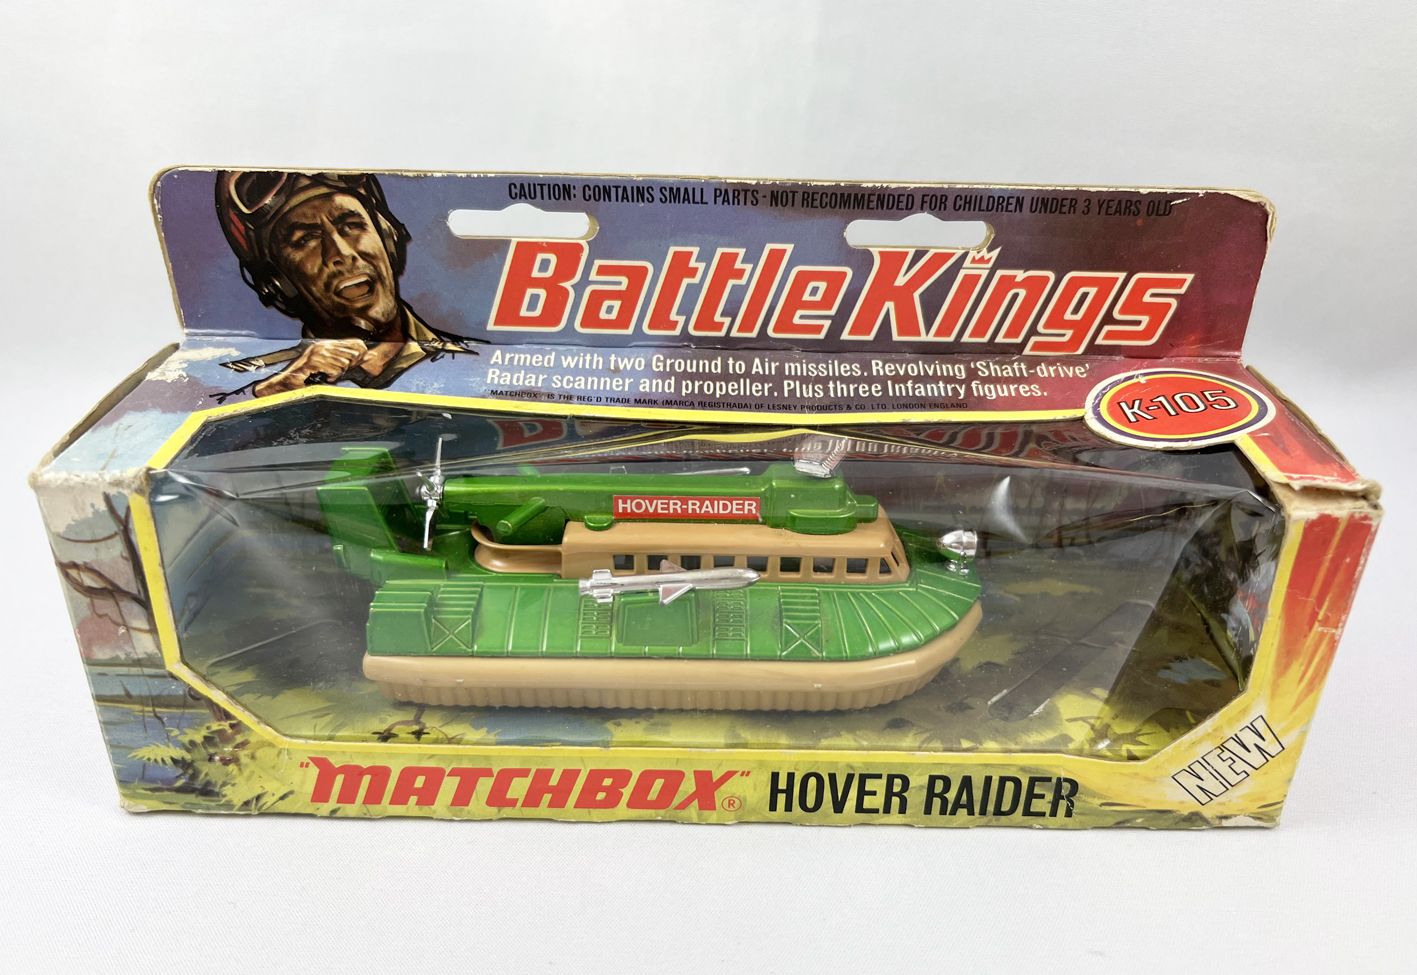 CAUTION: CONTAINS SMALL PARTS - NOT RECOMMENDED FOR CHILDREN UNDER 3 YEARS OLD
BattleKings
Armed with two Ground to Air missiles. Revolving ‘Shaft-drive’
Radar scanner and propeller. Plus three Infantry figures.
"MATCHBOX" IS THE REG'D TRADE MARK (MARCA REGISTRADA) OF LESNEY PRODUCTS & CO. LTD. LONDON ENGLAND
K-105
HOVER-RAIDER
"MATCHBOX"® HOVER RAIDER
NEW